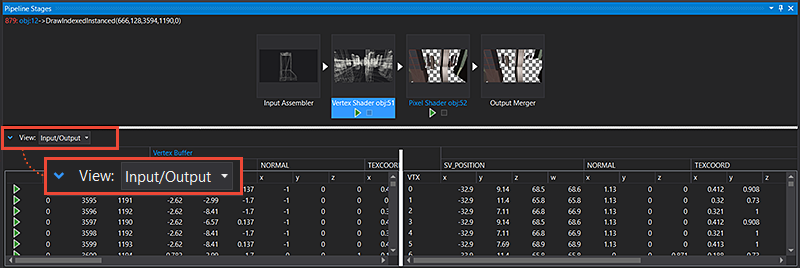 Pipeline Stages
879: obj:12->DrawIndexedInstanced(666,128,3594,1190,0)
Input Assembler
Vertex Shader obj:51
Pixel Shader obj:52
Output Merger
View: Input/Output
View: Input/Output
Vertex Buffer
NORMAL TEXCOORD
SV_POSITION NORMAL TEXCOORD
x y z x
VTX x y z w x y z x y
0.137 -1 0 0 0.4
0 -32.9 9.14 68.5 68.6 1.13 0 0 0.412 0.908
0 3595 1191 -2.62 -2.99 -1.7 -1 0 0 0.3
1 -32.9 11.4 65.8 65.8 1.13 0 0 0.32 0.73
0 3596 1192 -2.62 -8.41 -1.7 -1 0 0 0.3
2 -32.9 7.11 66.8 66.9 1.13 0 0 0.321 1
0 3597 1190 -2.62 -6.57 0.137 -1 0 0 0.4
3 -32.9 9.14 68.5 68.6 1.13 0 0 0.412 0.908
0 3598 1192 -2.62 -8.41 -1.7 -1 0 0 0.3
4 -32.9 7.11 66.8 66.9 1.13 0 0 0.321 1
0 3599 1193 -2.62 -8.41 0.137 -1 0 0 0.4
5 -32.9 7.69 68.9 68.9 1.13 0 0 0.413 1